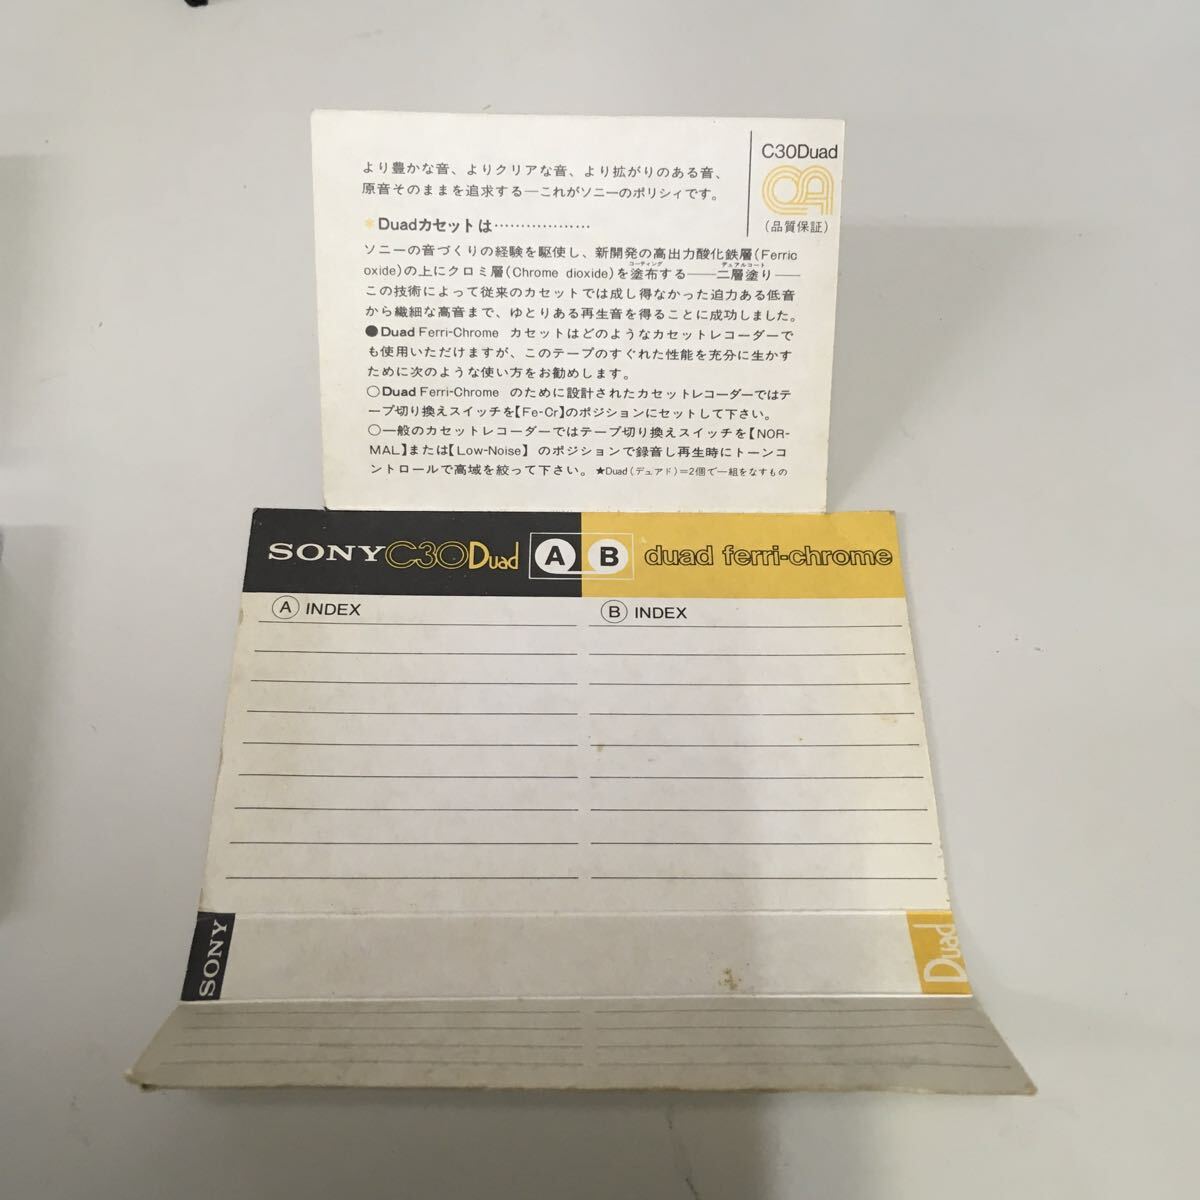 より豊かな音、よりクリアな音、より拡がりのある音、
原音そのままを追求する—これがソニーのポリシィです。
C30Duad
QA
(品質保証)
*Duadカセットは………………
ソニーの音づくりの経験を駆使し、新開発の高出力酸化鉄層(Ferric
oxide)の上にクロミ層(Chrome dioxide)を塗布する——二層塗り——
コーティング デュアルコート
この技術によって従来のカセットでは成し得なかった迫力ある低音
から繊細な高音まで、ゆとりある再生音を得ることに成功しました。
●Duad Ferri-Chrome カセットはどのようなカセットレコーダーで
も使用いただけますが、このテープのすぐれた性能を充分に生かす
ために次のような使い方をお勧めします。
○Duad Ferri-Chrome のために設計されたカセットレコーダーではテ
ープ切り換えスイッチを【Fe-Cr】のポジションにセットして下さい。
○一般のカセットレコーダーではテープ切り換えスイッチを【NOR-
MAL】または【Low-Noise】のポジションで録音し再生時にトーンコ
ントロールで高域を絞って下さい。★Duad(デュアド)=2個で一組をなすもの
SONY C30 Duad A B duad ferri-chrome
A INDEX
B INDEX
SONY
Duad